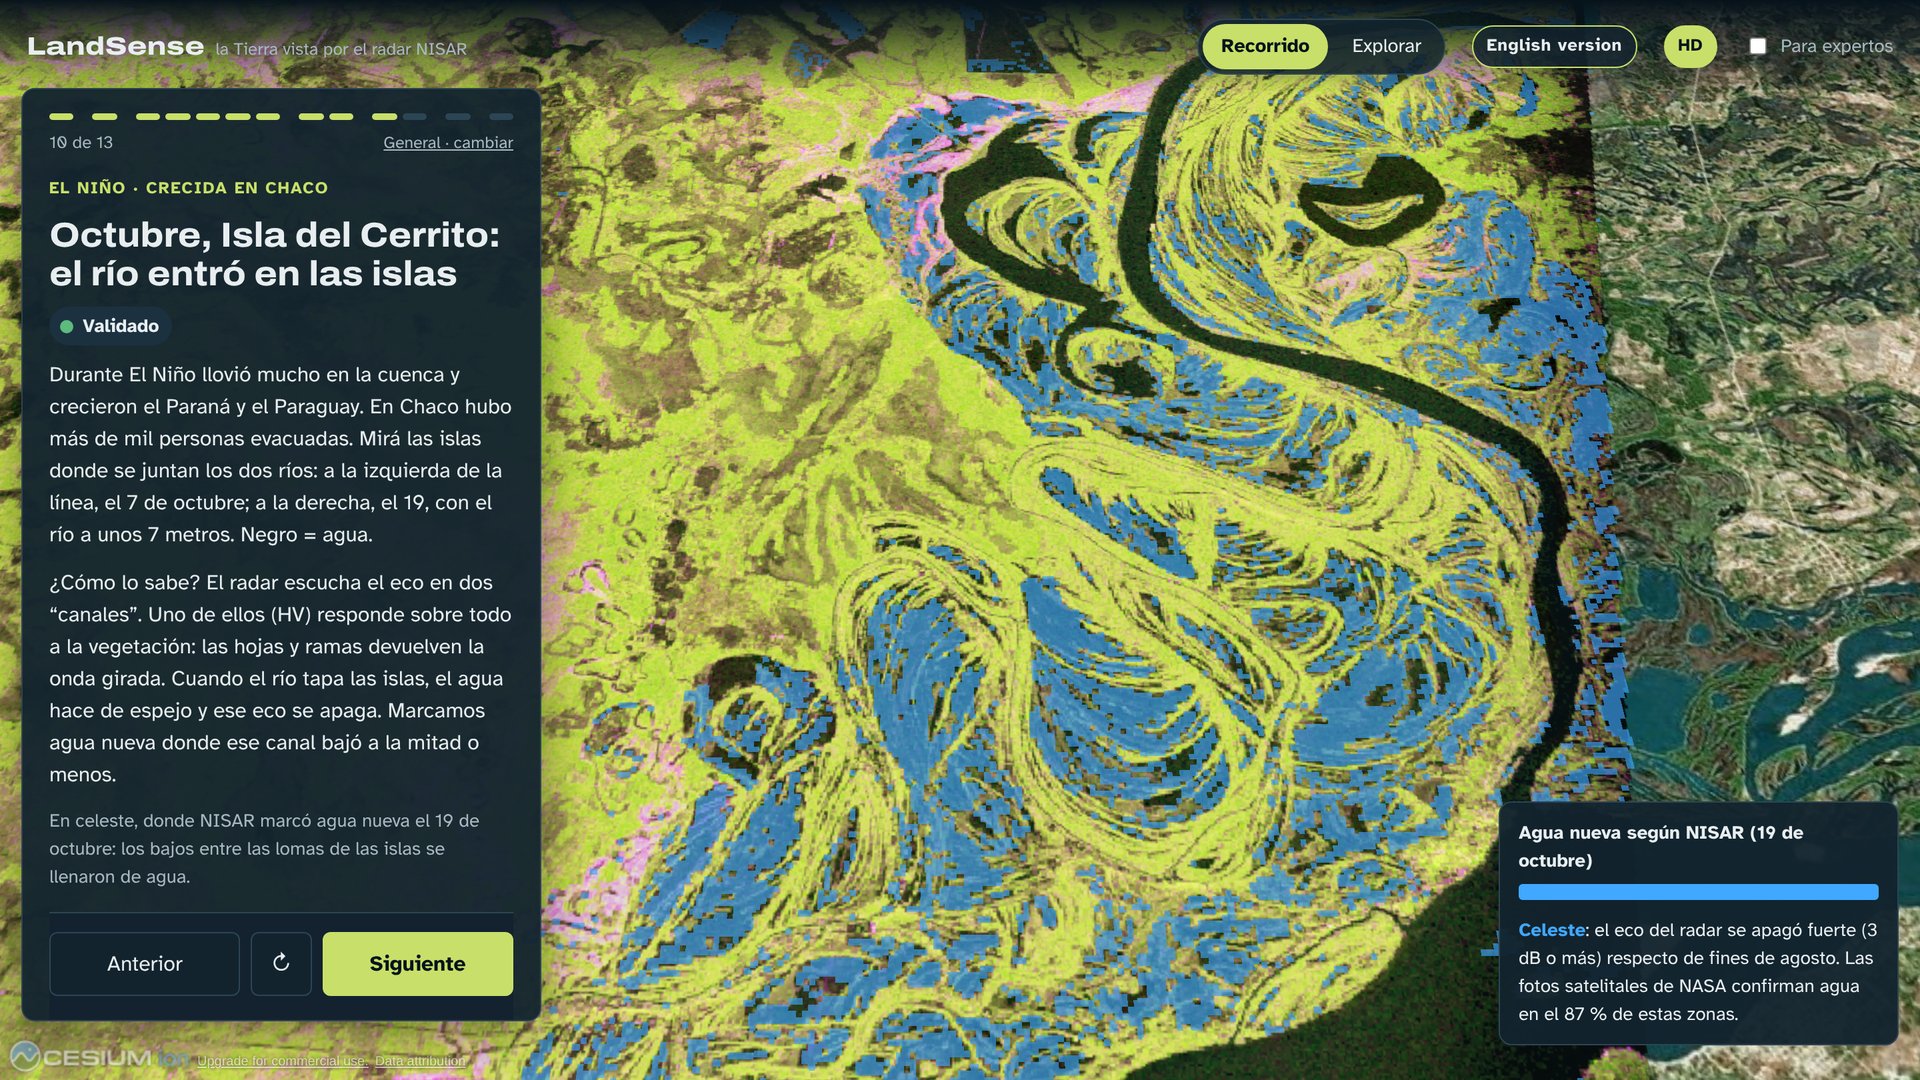 LandSense la Tierra vista por el radar NISAR
Recorrido
Explorar
English version
HD
Para expertos
10 de 13
General · cambiar
EL NIÑO · CRECIDA EN CHACO
Octubre, Isla del Cerrito:
el río entró en las islas
Validado
Durante El Niño llovió mucho en la cuenca y
crecieron el Paraná y el Paraguay. En Chaco hubo
más de mil personas evacuadas. Mirá las islas
donde se juntan los dos ríos: a la izquierda de la
línea, el 7 de octubre; a la derecha, el 19, con el
río a unos 7 metros. Negro = agua.
¿Cómo lo sabe? El radar escucha el eco en dos
“canales”. Uno de ellos (HV) responde sobre todo
a la vegetación: las hojas y ramas devuelven la
onda girada. Cuando el río tapa las islas, el agua
hace de espejo y ese eco se apaga. Marcamos
agua nueva donde ese canal bajó a la mitad o
menos.
En celeste, donde NISAR marcó agua nueva el 19 de
octubre: los bajos entre las lomas de las islas se
llenaron de agua.
Anterior
↻
Siguiente
Agua nueva según NISAR (19 de
octubre)
Celeste: el eco del radar se apagó fuerte (3
dB o más) respecto de fines de agosto. Las
fotos satelitales de NASA confirman agua
en el 87 % de estas zonas.
CESIUM ion Upgrade for commercial use. Data attribution